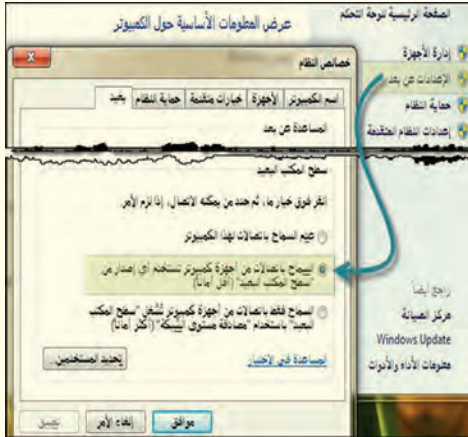 الصفحة الرئيسية لوحة التحكم
إدارة الأجهزة
الإعدادات عن بعد
حماية النظام
إعدادات النظام المتقدمة
راجع أيضاً
مركز الصيانة
Windows Update
معلومات الأداء والأدوات
عرض المعلومات الأساسية حول الكمبيوتر
خصائص النظام
اسم الكمبيوتر
الأجهزة
خيارات متقدمة
حماية النظام
بعيد
المساعدة عن بعد
سطح المكتب البعيد
انقر فوق خيار ما، ثم حدد من يمكنه الاتصال، إذا لزم الأمر.
عدم السماح باتصالات لهذا الكمبيوتر
السماح باتصالات من أجهزة كمبيوتر تستخدم أي إصدار من
"سطح المكتب البعيد" (أقل أماناً)
السماح فقط باتصالات من أجهزة كمبيوتر تُشغل "سطح المكتب
البعيد" باستخدام "مصادقة مستوى الشبكة" (أكثر أماناً)
المساعدة في الاختيار
تحديد المستخدمين...
موافق
إلغاء الأمر
تطبيق